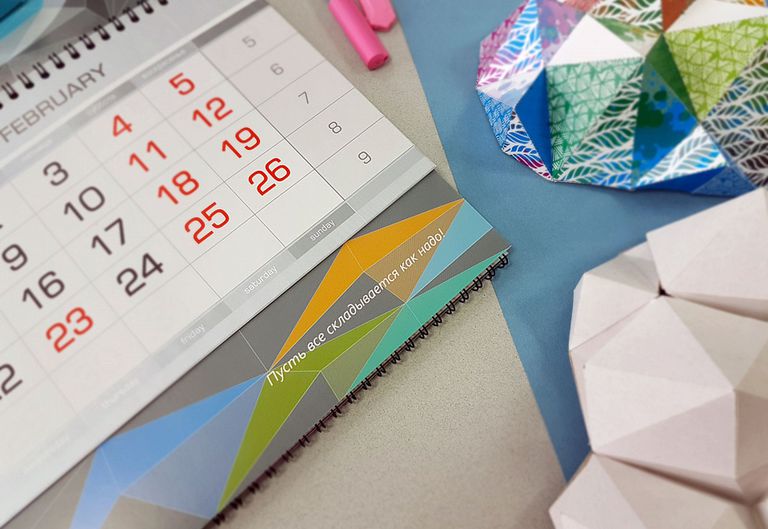 FEBRUARY
3 4 5 5
9 10 11 12 6
16 17 18 19 7
23 24 25 26 8
9
friday saturday sunday
Пусть все складывается как надо!